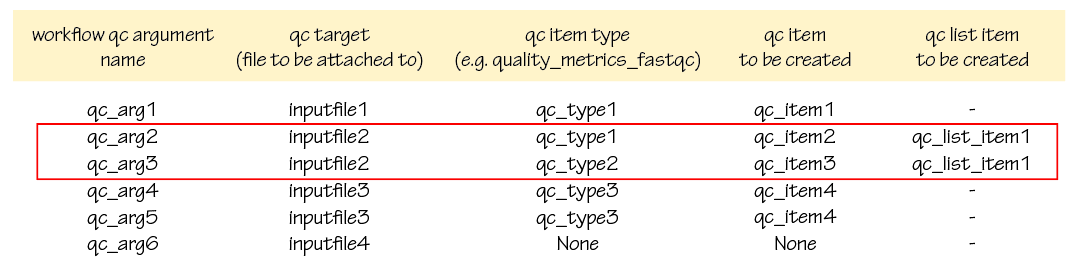 workflow qc argument name	qc target (file to be attached to)	qc item type (e.g. quality_metrics_fastqc)	qc item to be created	qc list item to be created
qc_arg1	inputfile1	qc_type1	qc_item1	-
qc_arg2	inputfile2	qc_type1	qc_item2	qc_list_item1
qc_arg3	inputfile2	qc_type2	qc_item3	qc_list_item1
qc_arg4	inputfile3	qc_type3	qc_item4	-
qc_arg5	inputfile3	qc_type3	qc_item4	-
qc_arg6	inputfile4	None	None	-